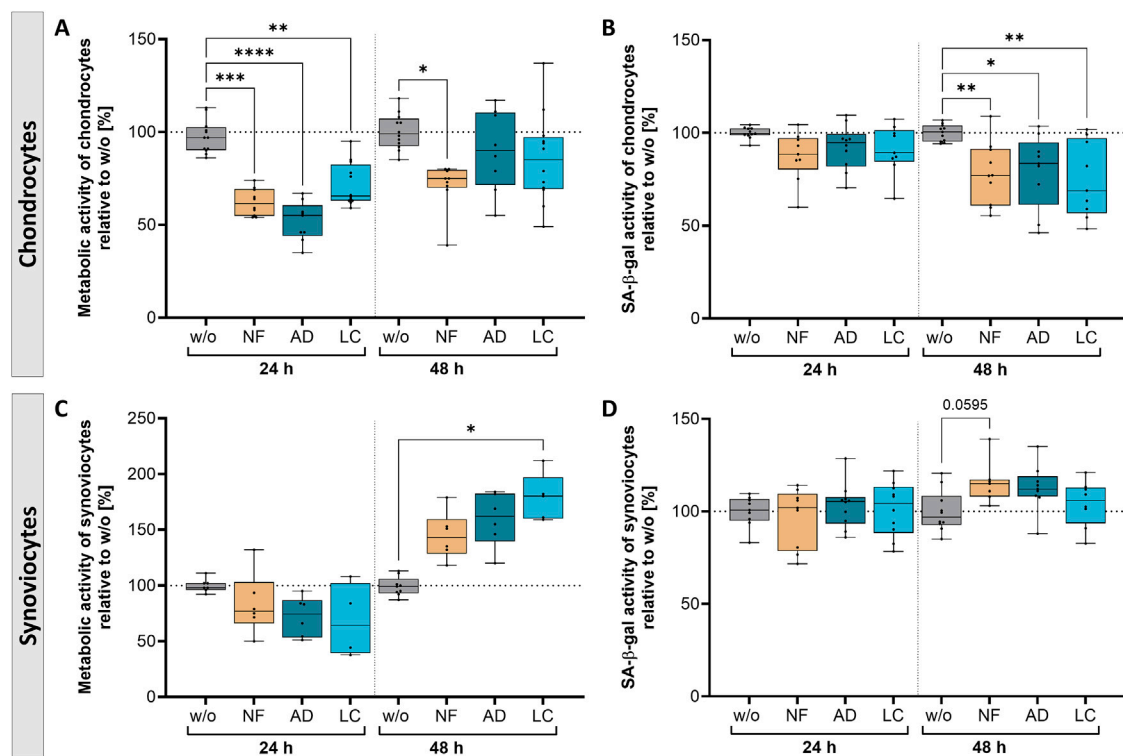 Chondrocytes
A
Metabolic activity of chondrocytes
relative to w/o [%]
150
100
50
0
**
****
***
*
w/o NF AD LC w/o NF AD LC
24 h 48 h
B
SA-β-gal activity of chondrocytes
relative to w/o [%]
150
100
50
0
**
*
**
w/o NF AD LC w/o NF AD LC
24 h 48 h
Synoviocytes
C
Metabolic activity of synoviocytes
relative to w/o [%]
250
200
150
100
50
0
*
w/o NF AD LC w/o NF AD LC
24 h 48 h
D
SA-β-gal activity of synoviocytes
relative to w/o [%]
150
100
50
0
0.0595
w/o NF AD LC w/o NF AD LC
24 h 48 h